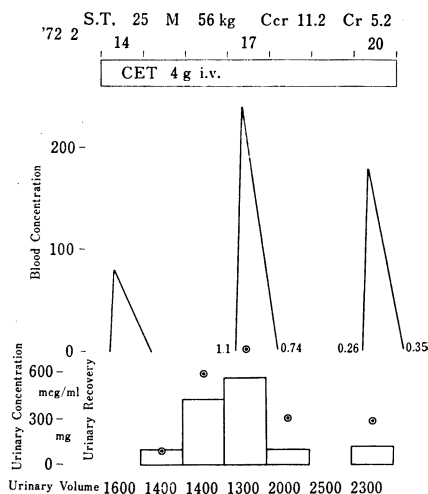 S.T, 25 M 56 kg Ccr 11.2 Cr 5.2
'72 2 14 17 20
CET 4 g i.v.
Blood Concentration
200
100
0
1.1 0.74 0.26 0.35
Urinary Concentration
mcg/ml
Urinary Recovery
mg
600
300
0
Urinary Volume 1600 1400 1400 1300 2000 2500 2300